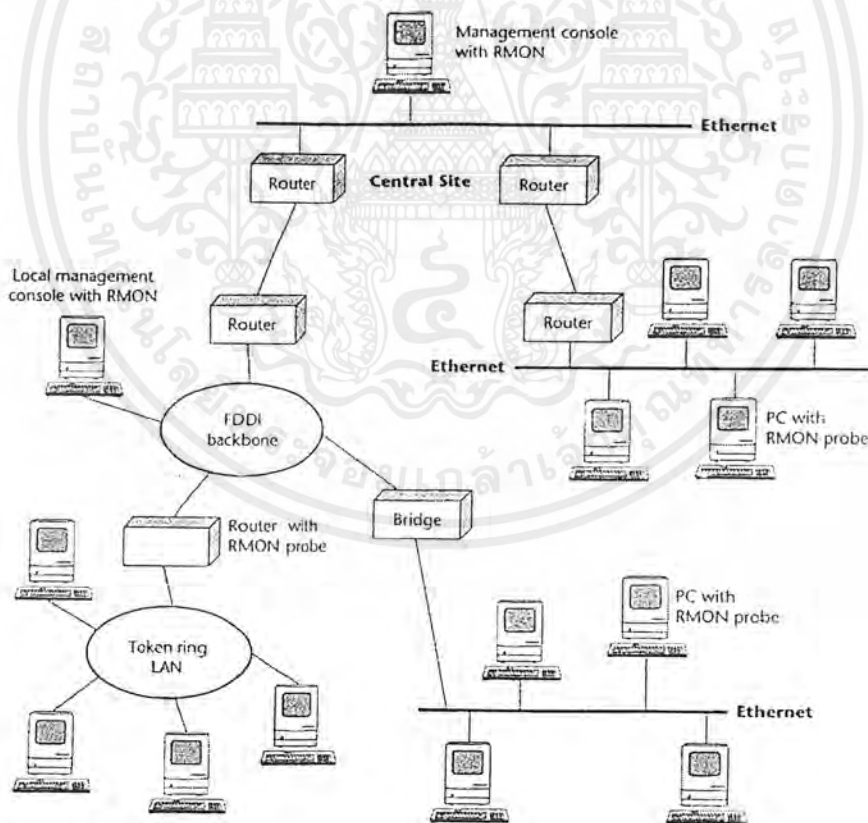 Management console
with RMON
Ethernet
Router
Central Site
Router
Local management
console with RMON
Router
Router
Ethernet
FDDI
backbone
PC with
RMON probe
Router with
RMON probe
Bridge
PC with
RMON probe
Token ring
LAN
Ethernet